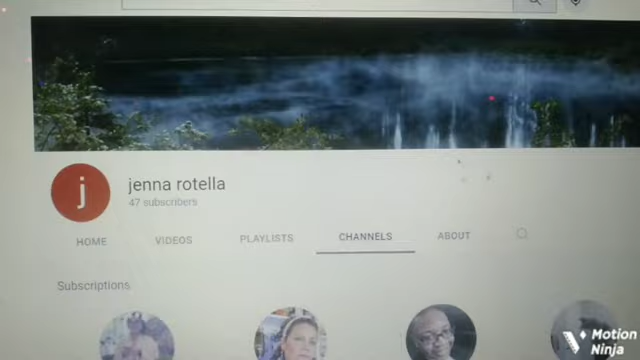 j
jenna rotella
47 subscribers
HOME VIDEOS PLAYLISTS CHANNELS ABOUT
Subscriptions
Motion
Ninja